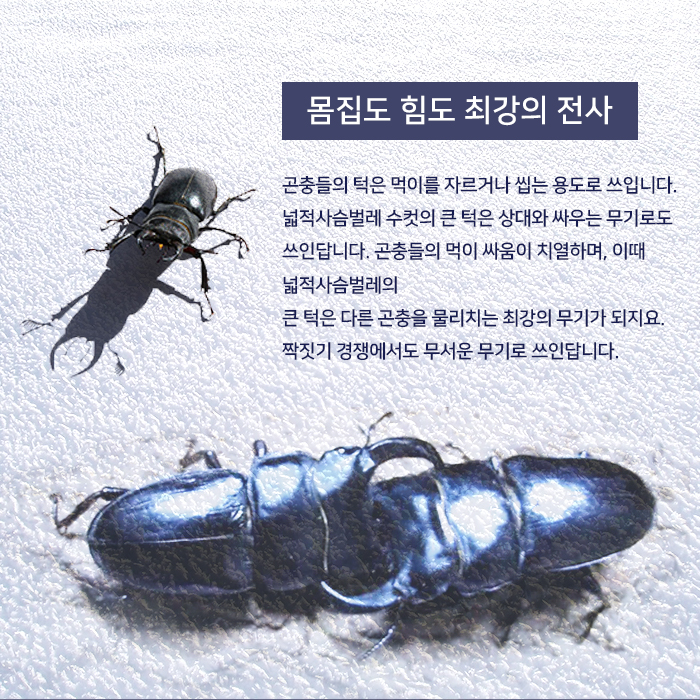 몸집도 힘도 최강의 전사
곤충들의 턱은 먹이를 자르거나 씹는 용도로 쓰입니다.
넓적사슴벌레 수컷의 큰 턱은 상대와 싸우는 무기로도
쓰인답니다. 곤충들의 먹이 싸움이 치열하며, 이때
넓적사슴벌레의
큰 턱은 다른 곤충을 물리치는 최강의 무기가 되지요.
짝짓기 경쟁에서도 무서운 무기로 쓰인답니다.